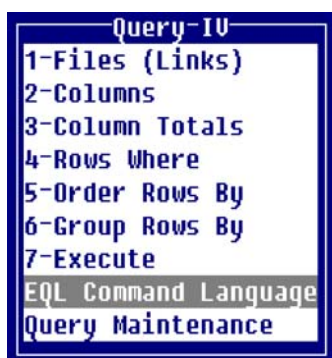 Query-IV
1-Files (Links)
2-Columns
3-Column Totals
4-Rows Where
5-Order Rows By
6-Group Rows By
7-Execute
EQL Command Language
Query Maintenance